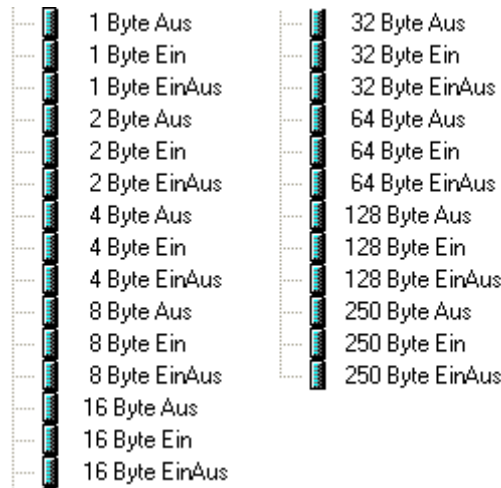 1 Byte Aus
1 Byte Ein
1 Byte EinAus
2 Byte Aus
2 Byte Ein
2 Byte EinAus
4 Byte Aus
4 Byte Ein
4 Byte EinAus
8 Byte Aus
8 Byte Ein
8 Byte EinAus
16 Byte Aus
16 Byte Ein
16 Byte EinAus
32 Byte Aus
32 Byte Ein
32 Byte EinAus
64 Byte Aus
64 Byte Ein
64 Byte EinAus
128 Byte Aus
128 Byte Ein
128 Byte EinAus
250 Byte Aus
250 Byte Ein
250 Byte EinAus